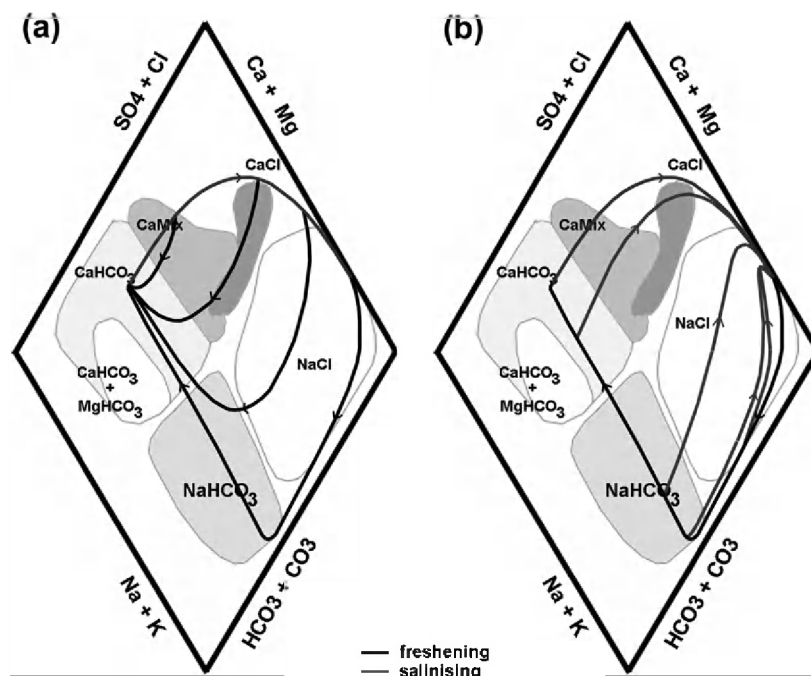 (a)
SO4 + Cl
Ca + Mg
CaCl
CaMix
CaHCO3
CaHCO3
+
MgHCO3
NaCl
NaHCO3
Na + K
HCO3 + CO3
(b)
SO4 + Cl
Ca + Mg
CaCl
CaMix
CaHCO3
CaHCO3
+
MgHCO3
NaCl
NaHCO3
Na + K
HCO3 + CO3
freshening
salinising